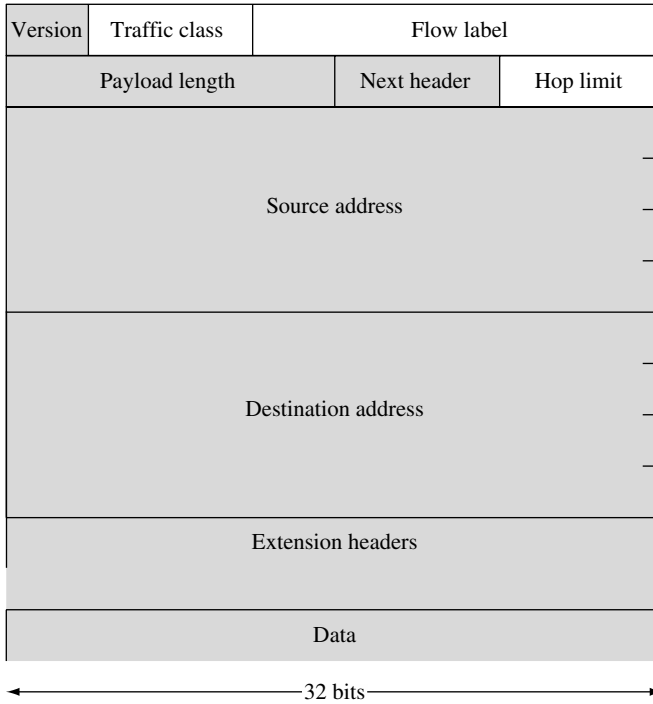 Version Traffic class Flow label
Payload length Next header Hop limit
Source address
Destination address
Extension headers
Data
32 bits